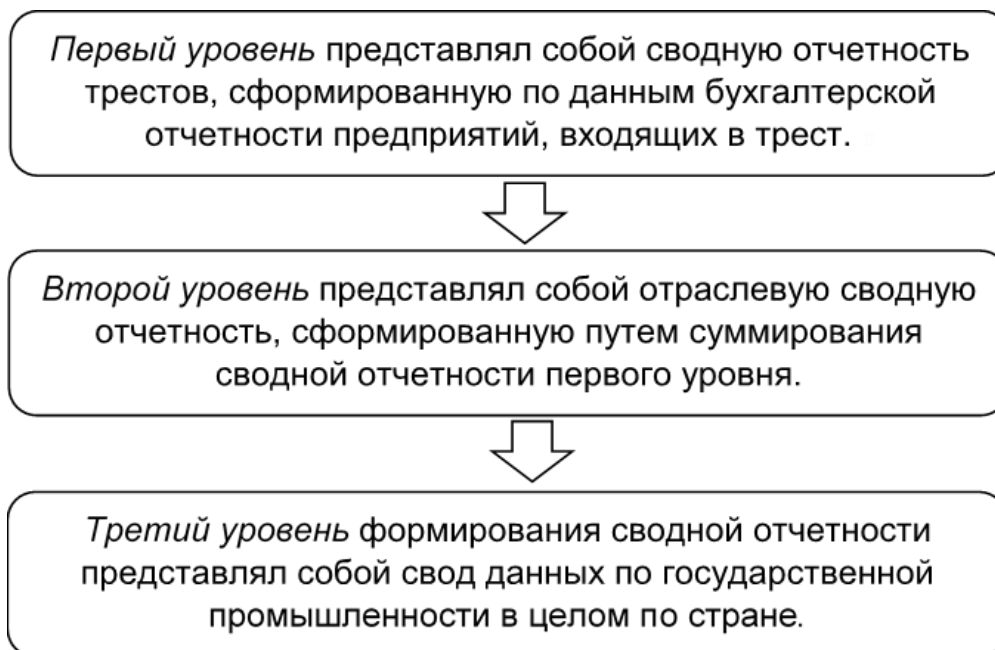 Первый уровень представлял собой сводную отчетность
трестов, сформированную по данным бухгалтерской
отчетности предприятий, входящих в трест.
Второй уровень представлял собой отраслевую сводную
отчетность, сформированную путем суммирования
сводной отчетности первого уровня.
Третий уровень формирования сводной отчетности
представлял собой свод данных по государственной
промышленности в целом по стране.